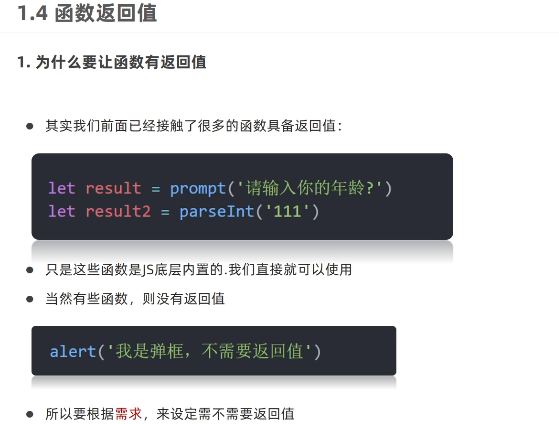 1.4 函数返回值
1. 为什么要让函数有返回值
● 其实我们前面已经接触了很多的函数具备返回值：
let result = prompt('请输入你的年龄?')
let result2 = parseInt('111')
● 只是这些函数是JS底层内置的.我们直接就可以使用
● 当然有些函数，则没有返回值
alert('我是弹框，不需要返回值')
● 所以要根据需求，来设定需不需要返回值